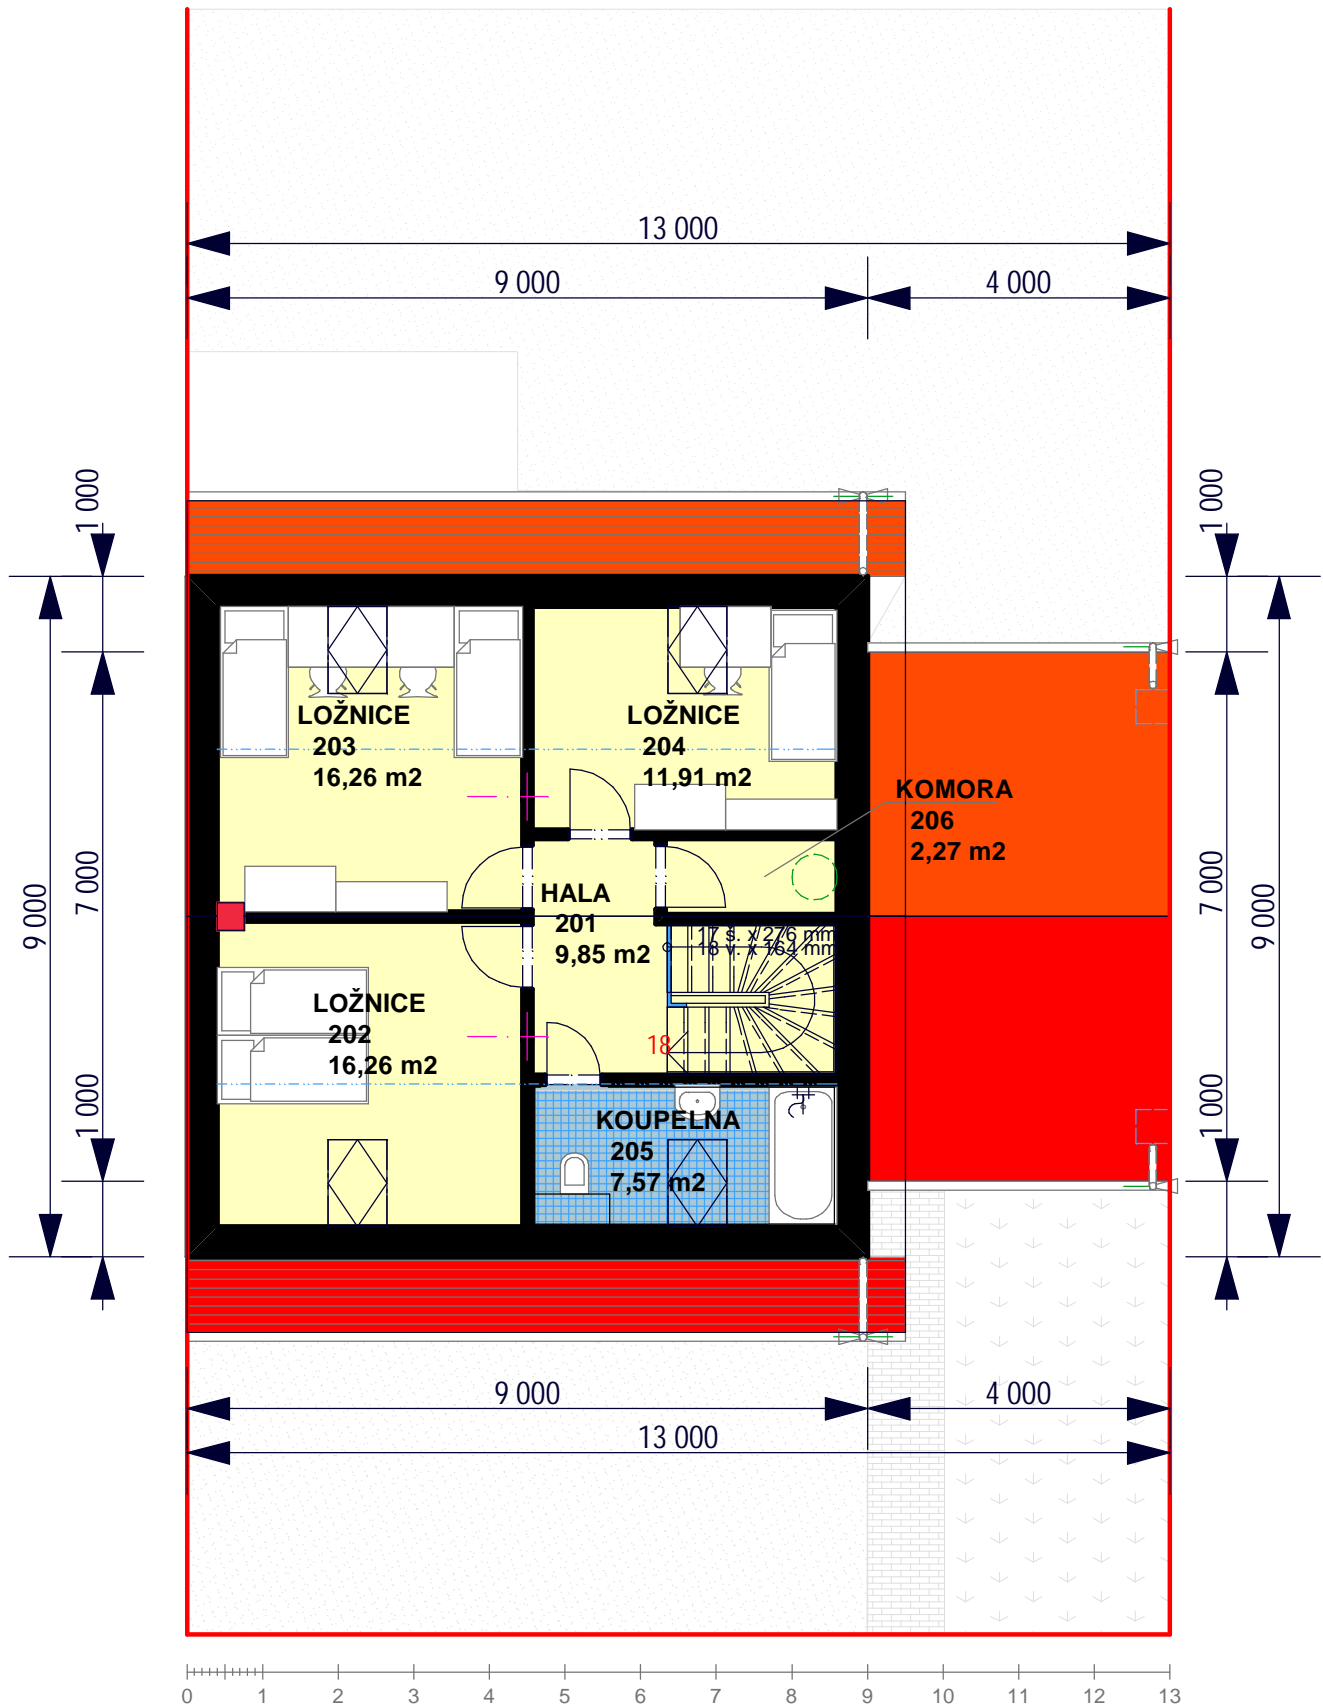 13 000
9 000
4 000
1 000
1 000
LOŽNICE
203
16,26 m2
LOŽNICE
204
11,91 m2
KOMORA
206
2,27 m2
9 000
7 000
7 000
9 000
HALA
201
9,85 m2
17 š. x 276 mm
18 v. x 164 mm
LOŽNICE
202
16,26 m2
18
1 000
1 000
KOUPELNA
205
7,57 m2
9 000
4 000
13 000
0 1 2 3 4 5 6 7 8 9 10 11 12 13